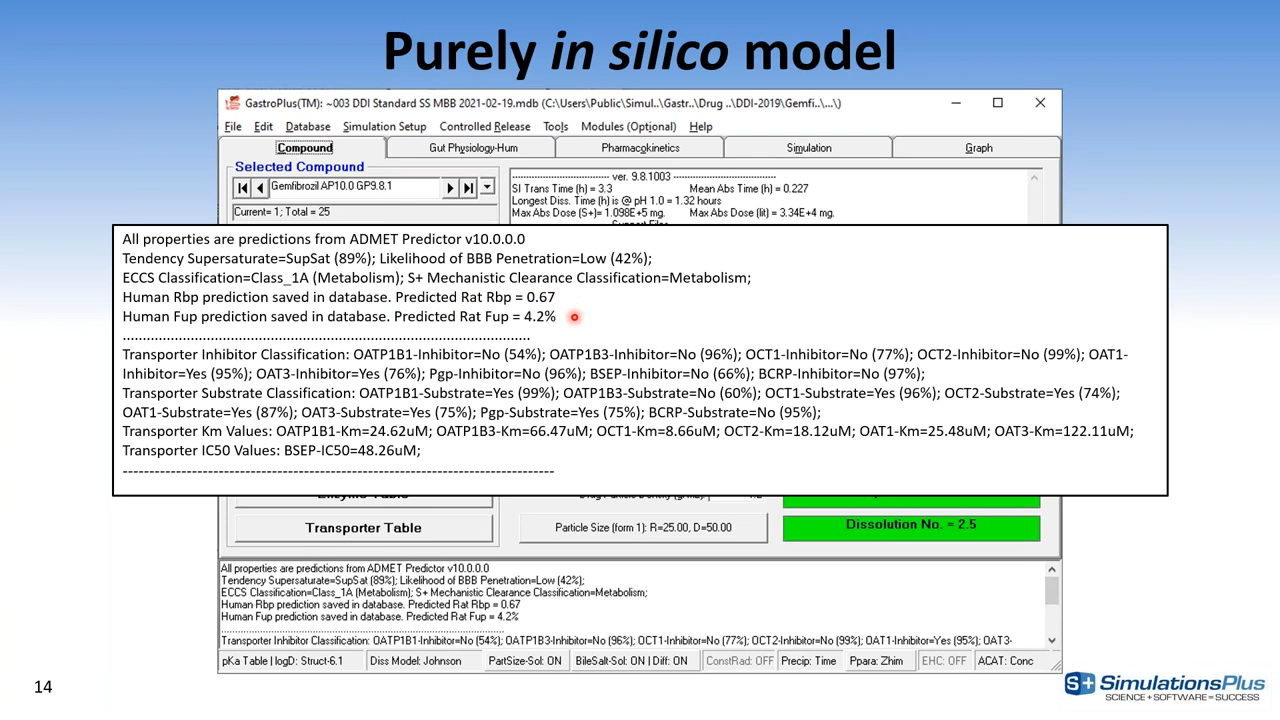 Purely in silico model
GastroPlus(TM): ~003 DDI Standard SS MBB 2021-02-19.mdb (C:\Users\Public\Simul..\Gastr..\Drug ..\DDI-2019\Gemfi..\...\)
File Edit Database Simulation Setup Controlled Release Tools Modules (Optional) Help
Compound Gut Physiology-Hum Pharmacokinetics Simulation Graph
Selected Compound
Gemfibrozil AP10.0 GP9.8.1
Current= 1; Total = 25
---------------------------- ver. 9.8.1003 ------------------------------
SI Trans Time (h) = 3.3 Mean Abs Time (h) = 0.227
Longest Diss. Time (h) is @ pH 1.0 = 1.32 hours
Max Abs Dose (S+)= 1.098E+5 mg. Max Abs Dose (lit) = 3.34E+4 mg.
All properties are predictions from ADMET Predictor v10.0.0.0
Tendency Supersaturate=SupSat (89%); Likelihood of BBB Penetration=Low (42%);
ECCS Classification=Class_1A (Metabolism); S+ Mechanistic Clearance Classification=Metabolism;
Human Rbp prediction saved in database. Predicted Rat Rbp = 0.67
Human Fup prediction saved in database. Predicted Rat Fup = 4.2%
......................................................................................................
Transporter Inhibitor Classification: OATP1B1-Inhibitor=No (54%); OATP1B3-Inhibitor=No (96%); OCT1-Inhibitor=No (77%); OCT2-Inhibitor=No (99%); OAT1-
Inhibitor=Yes (95%); OAT3-Inhibitor=Yes (76%); Pgp-Inhibitor=No (96%); BSEP-Inhibitor=No (66%); BCRP-Inhibitor=No (97%);
Transporter Substrate Classification: OATP1B1-Substrate=Yes (99%); OATP1B3-Substrate=No (60%); OCT1-Substrate=Yes (96%); OCT2-Substrate=Yes (74%);
OAT1-Substrate=Yes (87%); OAT3-Substrate=Yes (75%); Pgp-Substrate=Yes (75%); BCRP-Substrate=No (95%);
Transporter Km Values: OATP1B1-Km=24.62uM; OATP1B3-Km=66.47uM; OCT1-Km=8.66uM; OCT2-Km=18.12uM; OAT1-Km=25.48uM; OAT3-Km=122.11uM;
Transporter IC50 Values: BSEP-IC50=48.26uM;
--------------------------------------------------------------------------------------
Transporter Table Particle Size (form 1): R=25.00, D=50.00 Dissolution No. = 2.5
All properties are predictions from ADMET Predictor v10.0.0.0
Tendency Supersaturate=SupSat (89%); Likelihood of BBB Penetration=Low (42%);
ECCS Classification=Class_1A (Metabolism); S+ Mechanistic Clearance Classification=Metabolism;
Human Rbp prediction saved in database. Predicted Rat Rbp = 0.67
Human Fup prediction saved in database. Predicted Rat Fup = 4.2%
......................................................................................................
Transporter Inhibitor Classification: OATP1B1-Inhibitor=No (54%); OATP1B3-Inhibitor=No (96%); OCT1-Inhibitor=No (77%); OCT2-Inhibitor=No (99%); OAT1-Inhibitor=Yes (95%); OAT3-
pKa Table | logD: Struct-6.1 Diss Model: Johnson PartSize-Sol: ON BileSalt-Sol: ON | Diff: ON ConstRad: OFF Precip: Time Ppara: Zhim EHC: OFF ACAT: Conc
14
S+ SimulationsPlus
SCIENCE+SOFTWARE=SUCCESS